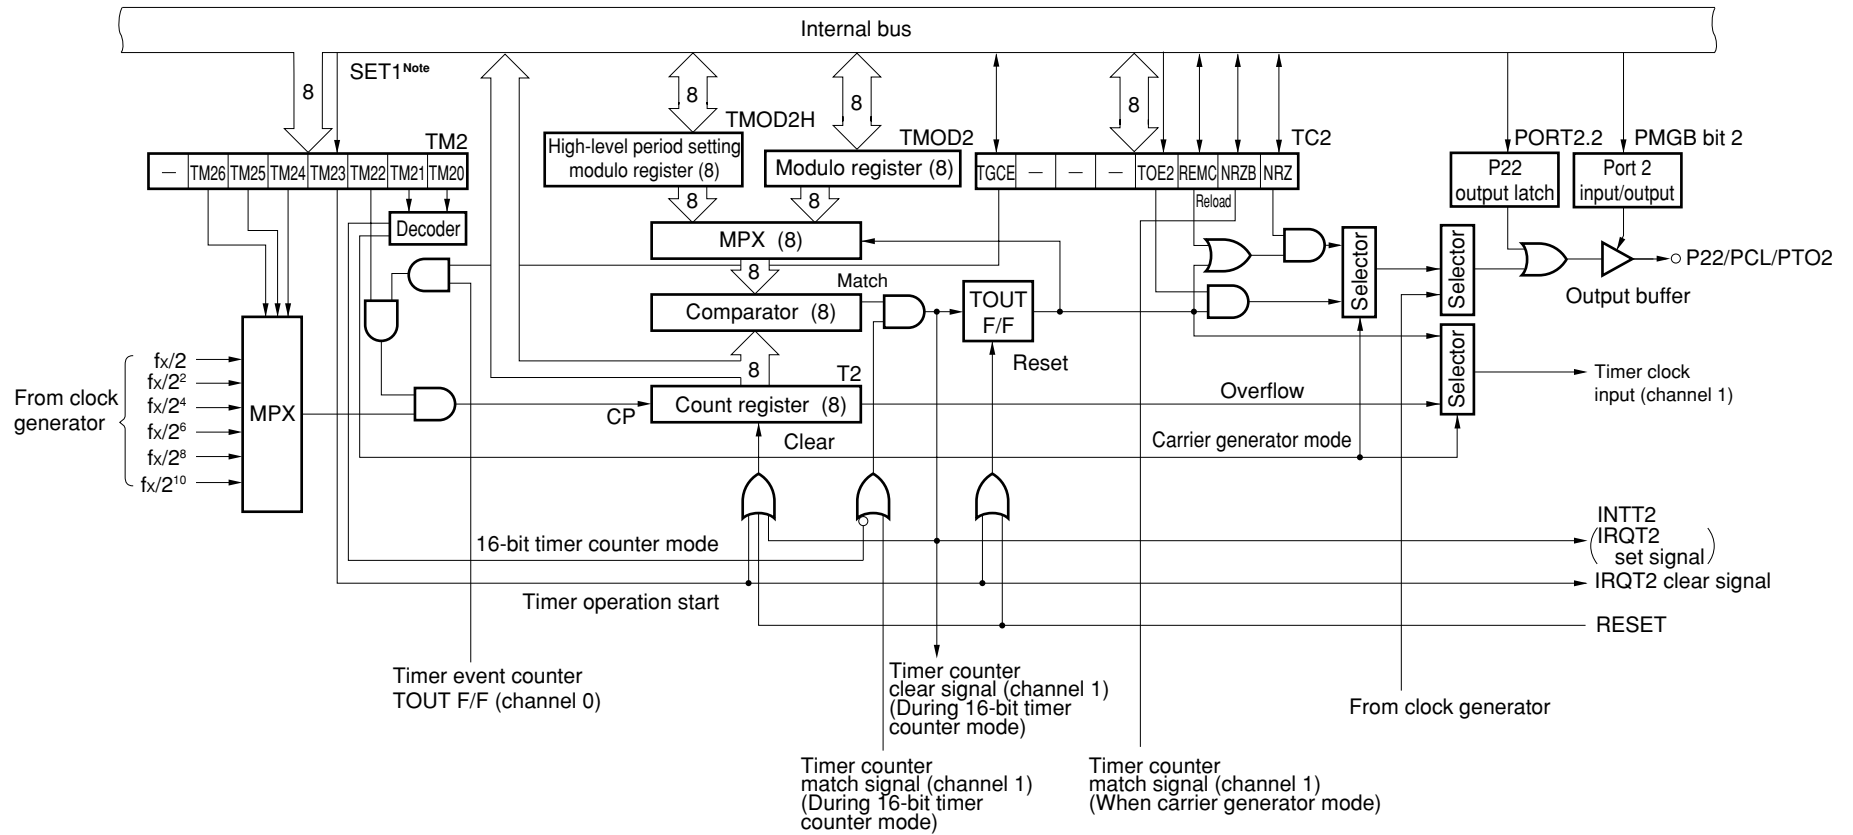 Internal bus
SET1Note
8
8
8
8
TM2
TMOD2H
TMOD2
TC2
PORT2.2
PMGB bit 2
— TM26 TM25 TM24 TM23 TM22 TM21 TM20
High-level period setting
modulo register (8)
Modulo register (8)
TGCE — — — TOE2 REMC NRZB NRZ
P22
output latch
Port 2
input/output
Reload
8
8
Decoder
MPX (8)
8
Match
Comparator (8)
TOUT
F/F
Reset
Selector
Selector
Selector
P22/PCL/PTO2
Output buffer
From clock
generator
fx/2
fx/2²
fx/2⁴
fx/2⁶
fx/2⁸
fx/2¹⁰
MPX
8
T2
Count register (8)
CP
Clear
Overflow
Timer clock
input (channel 1)
Carrier generator mode
16-bit timer counter mode
Timer operation start
INTT2
(IRQT2
set signal)
IRQT2 clear signal
RESET
Timer event counter
TOUT F/F (channel 0)
Timer counter
clear signal (channel 1)
(During 16-bit timer
counter mode)
From clock generator
Timer counter
match signal (channel 1)
(During 16-bit timer
counter mode)
Timer counter
match signal (channel 1)
(When carrier generator mode)